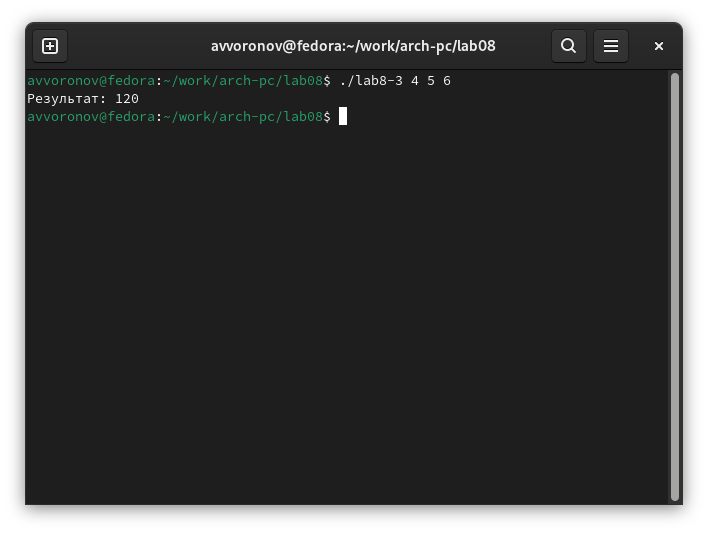 avvoronov@fedora:~/work/arch-pc/lab08
avvoronov@fedora:~/work/arch-pc/lab08$ ./lab8-3 4 5 6
Результат: 120
avvoronov@fedora:~/work/arch-pc/lab08$